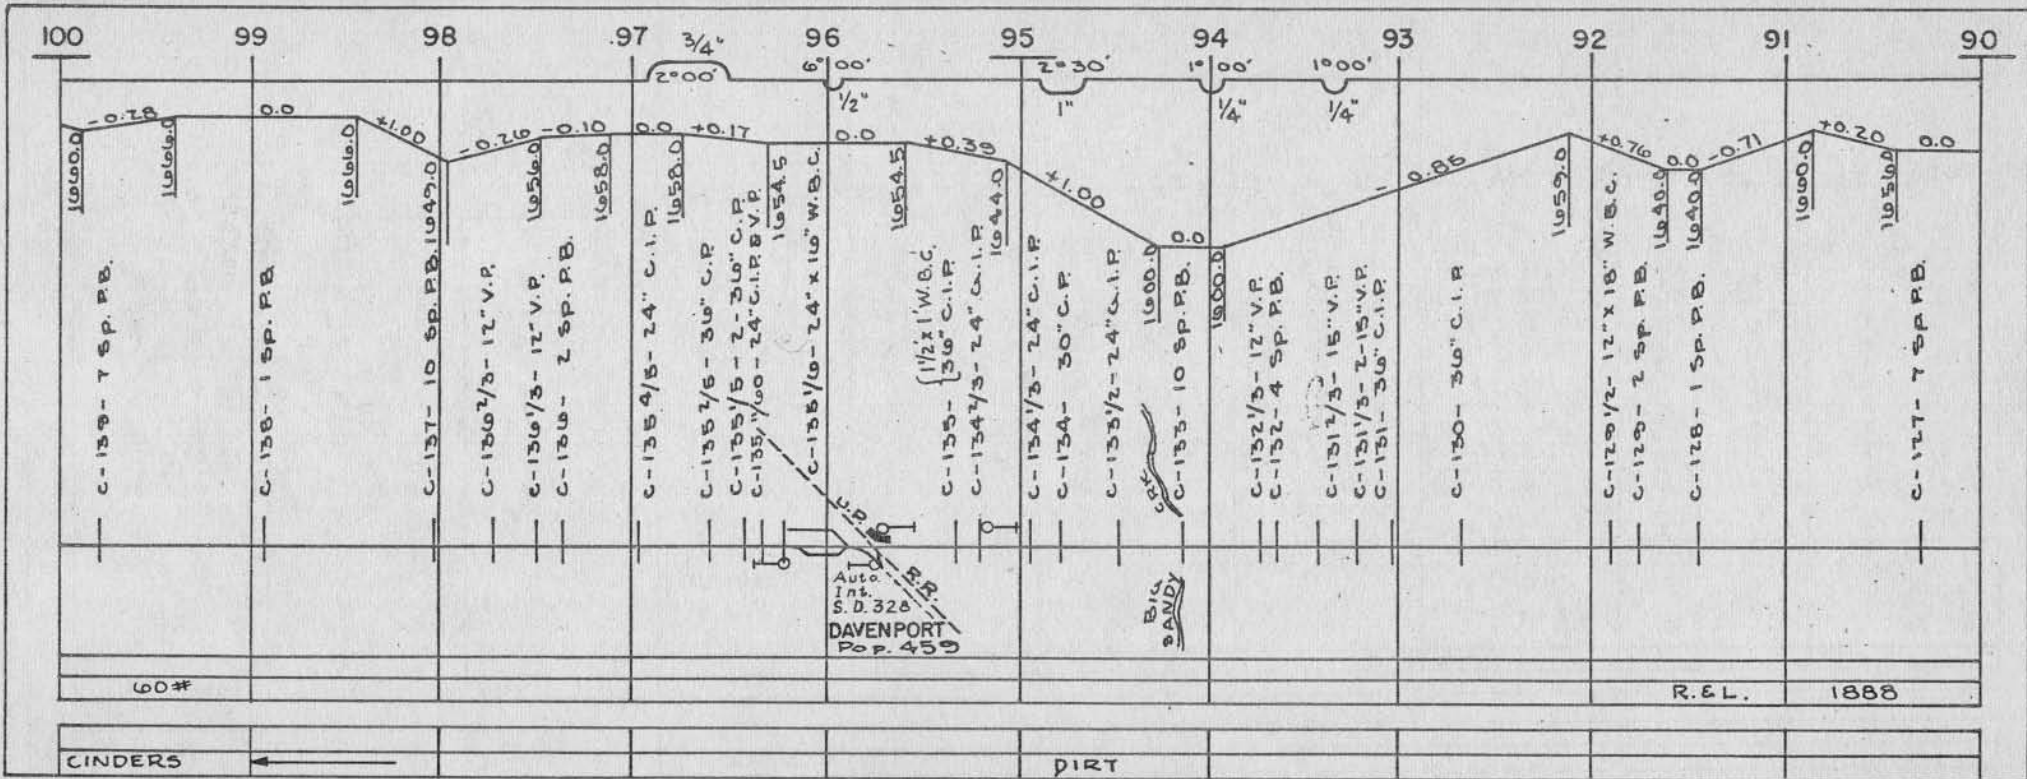 100 99 98 97 96 95 94 93 92 91 90
3/4"
2°00' 6°00' 2°30' 1°00' 1°00'
1/2" 1" 1/4" 1/4"
-0.28 0.0 +1.00 -0.26 -0.10 0.0 +0.17 0.0 +0.39 +1.00 0.0 -0.85 +0.76 0.0 -0.71 +0.20 0.0
1660.0
1666.0
1666.0
1649.0
1656.0
1658.0
1658.0
1654.5
1654.5
1644.0
1600.0
1600.0
1659.0
1640.0
1640.0
1660.0
1656.0
C-139- 7 Sp. P.B.
C-138- 1 Sp. P.B.
C-137- 10 Sp. P.B.
C-136 2/3- 12" V.P.
C-136 1/3- 12" V.P.
C-136- 2 Sp. P.B.
C-135 4/5- 24" C.I.P.
C-135 2/5- 36" C.P.
C-135 1/5- 2-36" C.P.
C-135 1/60- 24" C.I.P. & V.P.
C-135 1/6- 24" x 16" W.B.C.
C-135- {1 1/2' x 1' W.B.C.
36" C.I.P.
C-134 2/3- 24" C.I.P.
C-134 1/3- 24" C.I.P.
C-134- 30" C.P.
C-133 1/2- 24" C.I.P.
CRK.
C-133- 10 Sp. P.B.
C-132 1/3- 12" V.P.
C-132- 4 Sp. P.B.
C-131 2/3- 15" V.P.
C-131 1/3- 2-15" V.P.
C-131- 36" C.I.P.
C-130- 36" C.I.P.
C-129 1/2- 12" x 18" W.B.C.
C-129- 2 Sp. P.B.
C-128- 1 Sp. P.B.
C-127- 7 Sp. P.B.
U.P. R.R.
Auto.
Int.
S.D. 328
DAVENPORT
Pop. 459
BIG
SANDY
60# R.&L. 1888
CINDERS DIRT